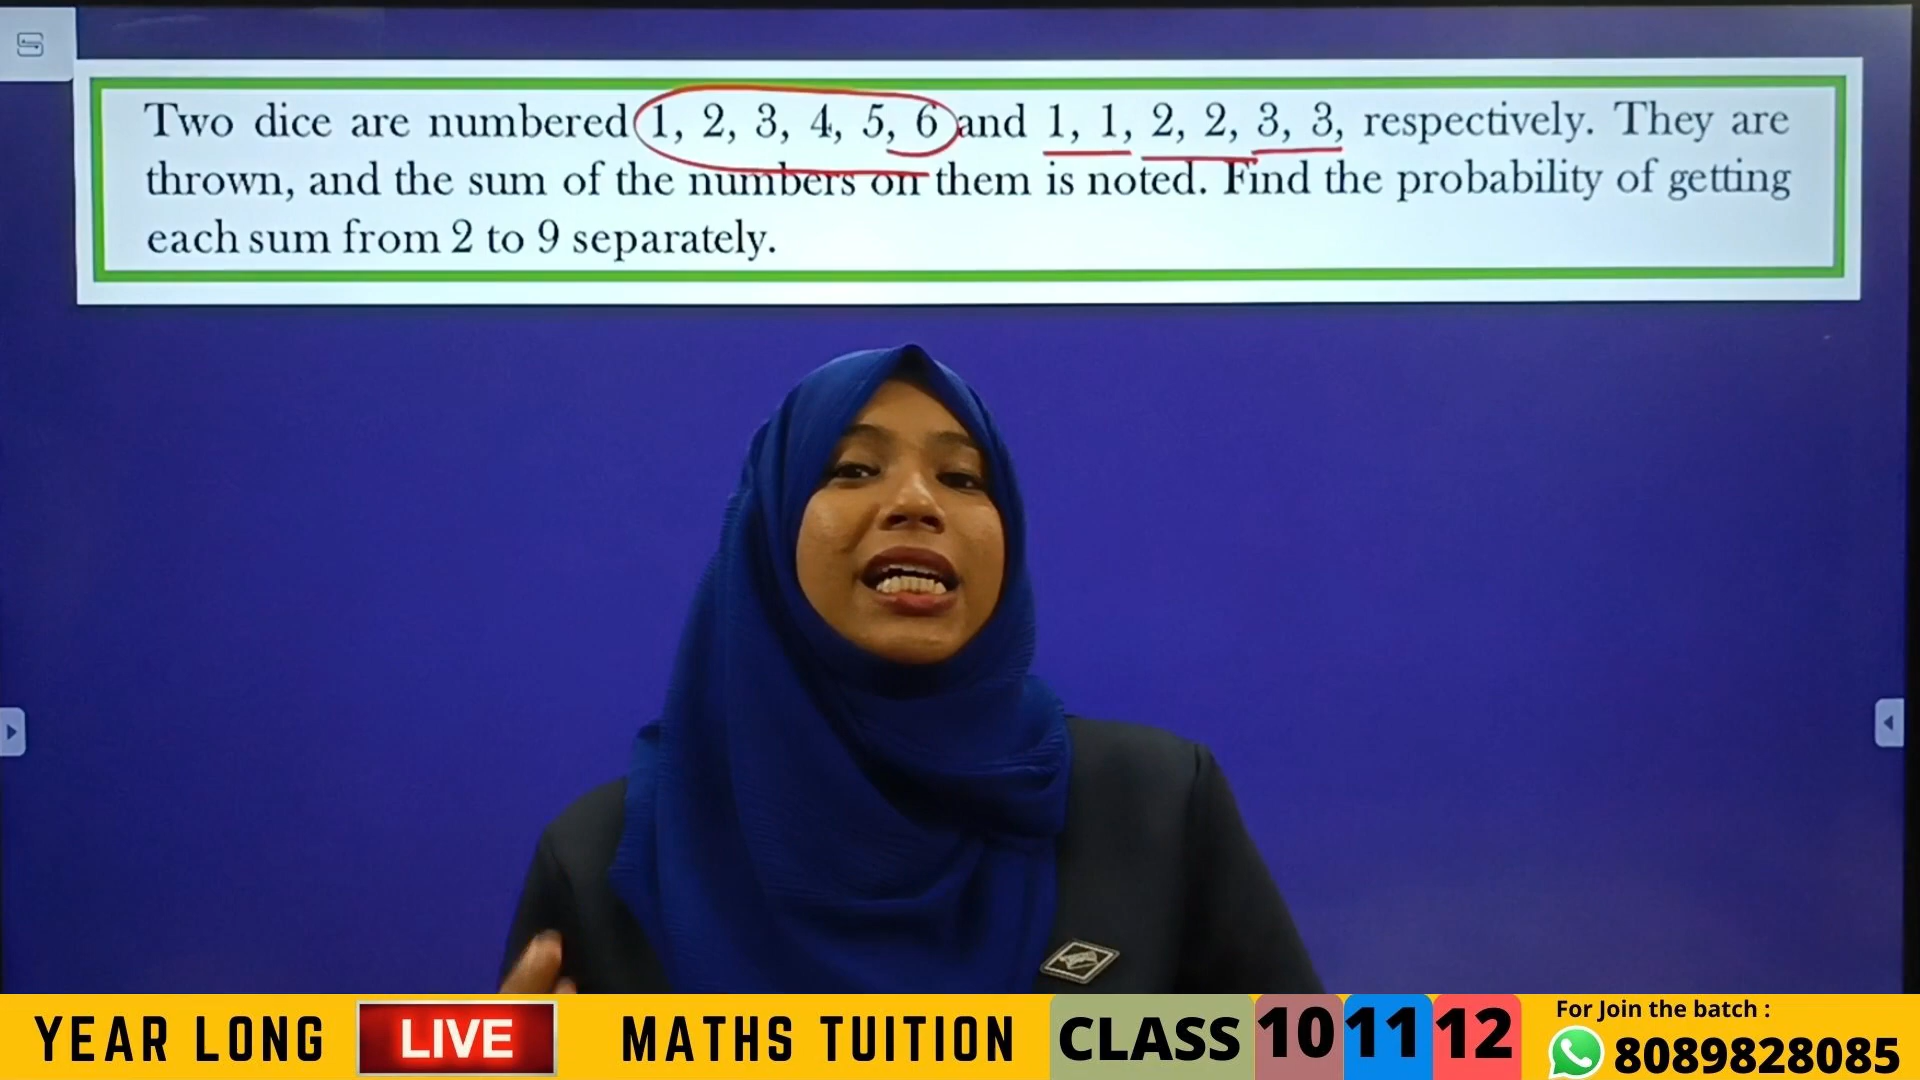 Two dice are numbered 1, 2, 3, 4, 5, 6 and 1, 1, 2, 2, 3, 3, respectively. They are
thrown, and the sum of the numbers on them is noted. Find the probability of getting
each sum from 2 to 9 separately.
YEAR LONG LIVE MATHS TUITION CLASS 10 11 12
For Join the batch :
8089828085